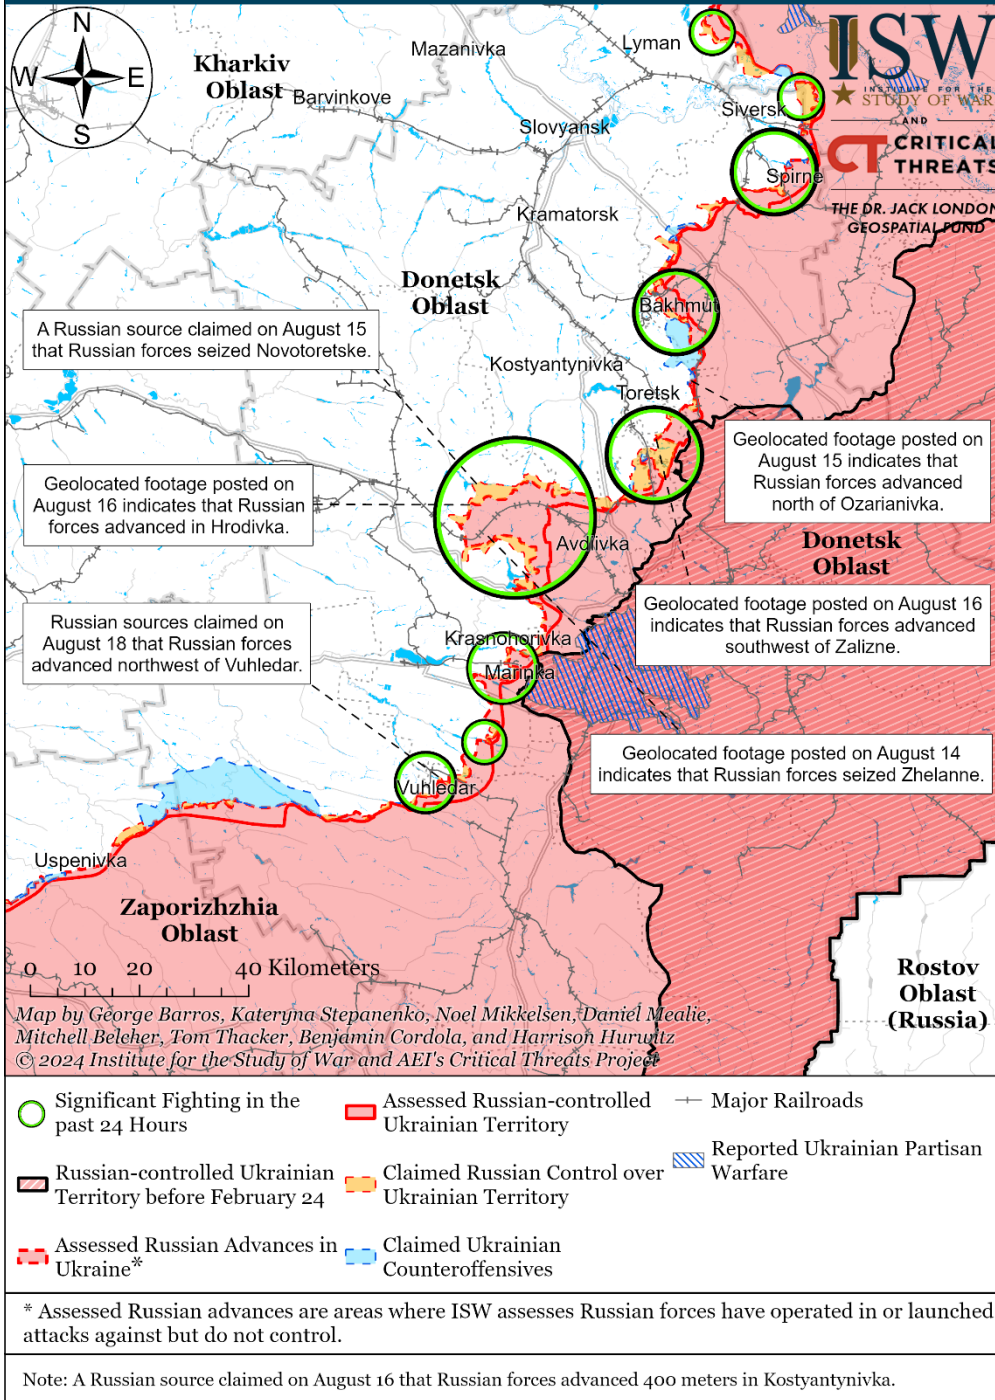 N
W
E
S
Kharkiv
Oblast
Mazanivka
Barvinkove
Lyman
Slovyansk
Siversk
ISW
INSTITUTE FOR THE
STUDY OF WAR
AND
CT CRITICAL
THREATS
THE DR. JACK LONDON
GEOSPATIAL FUND
Spirne
Kramatorsk
Donetsk
Oblast
Bakhmut
A Russian source claimed on August 15
that Russian forces seized Novotoretske.
Kostyantynivka
Toretsk
Geolocated footage posted on
August 15 indicates that
Russian forces advanced
north of Ozarianivka.
Geolocated footage posted on
August 16 indicates that Russian
forces advanced in Hrodivka.
Avdiivka
Donetsk
Oblast
Geolocated footage posted on August 16
indicates that Russian forces advanced
southwest of Zalizne.
Russian sources claimed on
August 18 that Russian forces
advanced northwest of Vuhledar.
Krasnohorivka
Marinka
Geolocated footage posted on August 14
indicates that Russian forces seized Zhelanne.
Vuhledar
Uspenivka
Zaporizhzhia
Oblast
0 10 20 40 Kilometers
Rostov
Oblast
(Russia)
Map by George Barros, Kateryna Stepanenko, Noel Mikkelsen, Daniel Mealie,
Mitchell Belcher, Tom Thacker, Benjamin Cordola, and Harrison Hurwitz
© 2024 Institute for the Study of War and AEI's Critical Threats Project
Significant Fighting in the
past 24 Hours
Russian-controlled Ukrainian
Territory before February 24
Assessed Russian Advances in
Ukraine*
Assessed Russian-controlled
Ukrainian Territory
Claimed Russian Control over
Ukrainian Territory
Claimed Ukrainian
Counteroffensives
Major Railroads
Reported Ukrainian Partisan
Warfare
* Assessed Russian advances are areas where ISW assesses Russian forces have operated in or launched
attacks against but do not control.
Note: A Russian source claimed on August 16 that Russian forces advanced 400 meters in Kostyivka.